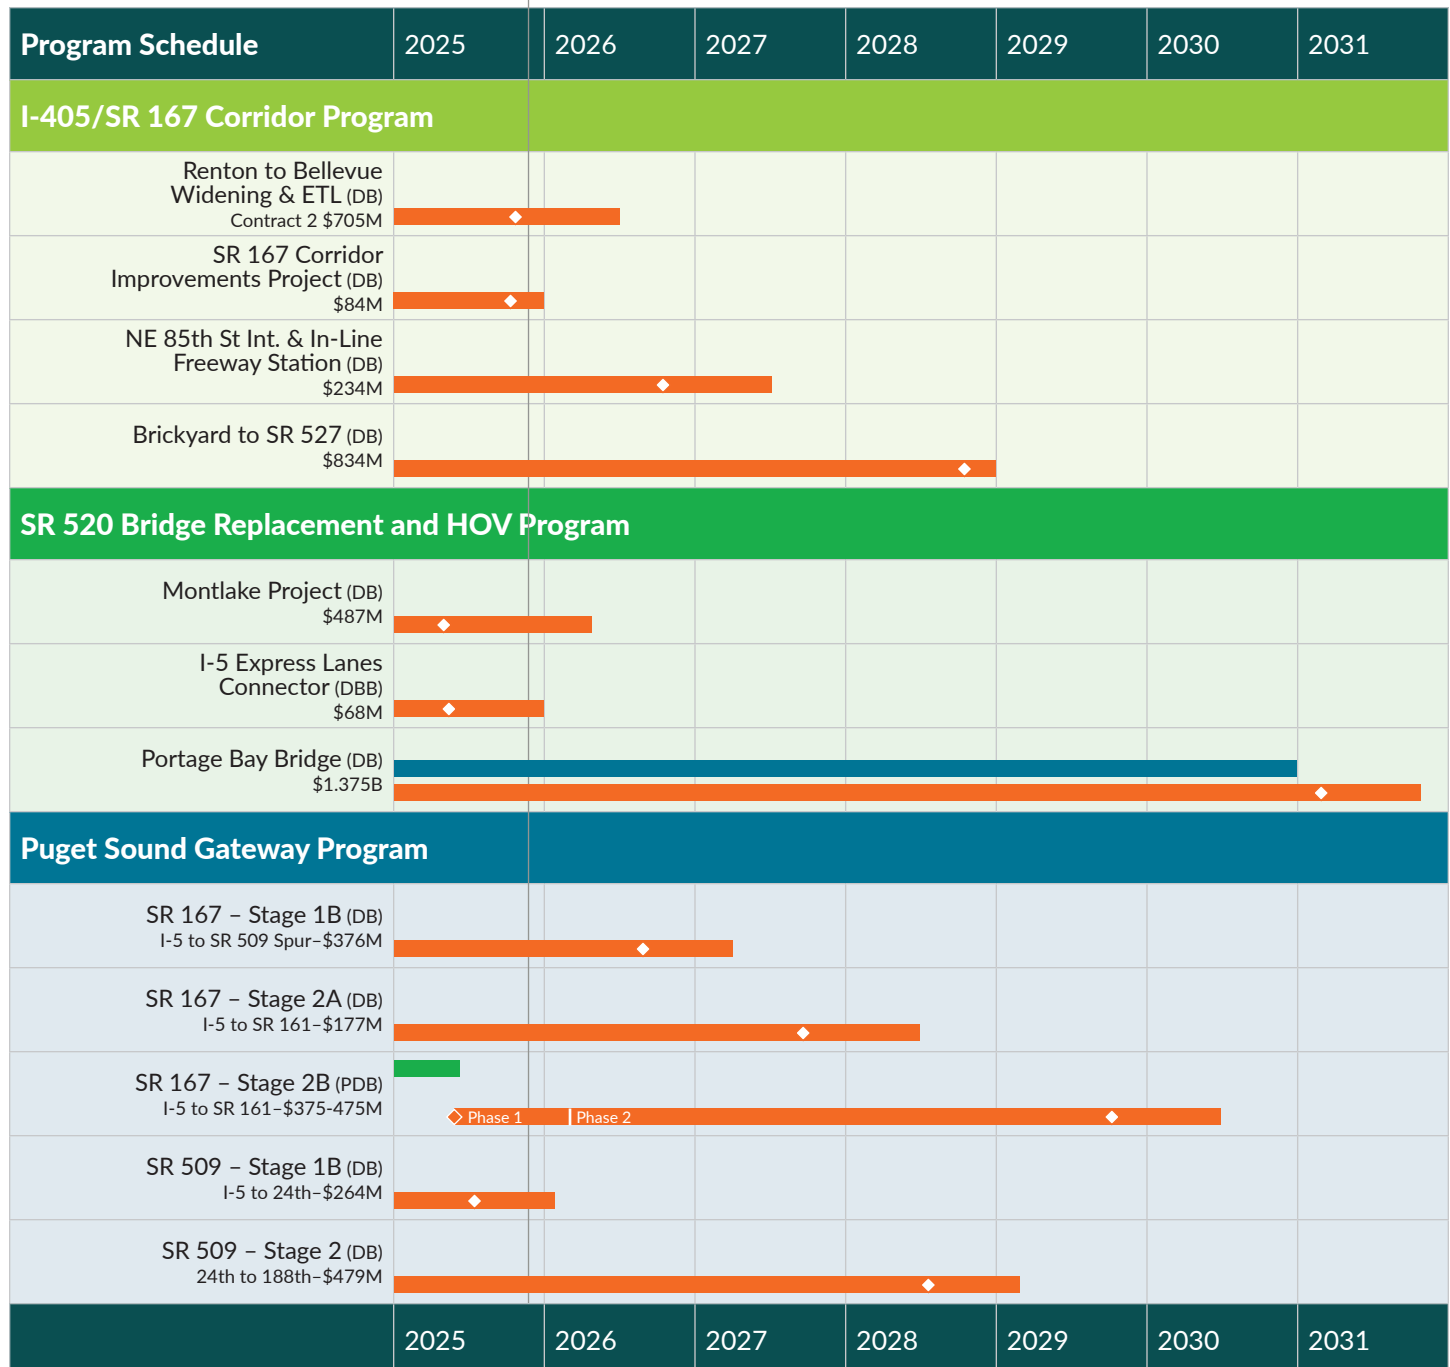 Program Schedule 2025 2026 2027 2028 2029 2030 2031
I-405/SR 167 Corridor Program
Renton to Bellevue
Widening & ETL (DB)
Contract 2 $705M
SR 167 Corridor
Improvements Project (DB)
$84M
NE 85th St Int. & In-Line
Freeway Station (DB)
$234M
Brickyard to SR 527 (DB)
$834M
SR 520 Bridge Replacement and HOV Program
Montlake Project (DB)
$487M
I-5 Express Lanes
Connector (DBB)
$68M
Portage Bay Bridge (DB)
$1.375B
Puget Sound Gateway Program
SR 167 – Stage 1B (DB)
I-5 to SR 509 Spur–$376M
SR 167 – Stage 2A (DB)
I-5 to SR 161–$177M
SR 167 – Stage 2B (PDB)
I-5 to SR 161–$375-475M
Phase 1 Phase 2
SR 509 – Stage 1B (DB)
I-5 to 24th–$264M
SR 509 – Stage 2 (DB)
24th to 188th–$479M
2025 2026 2027 2028 2029 2030 2031